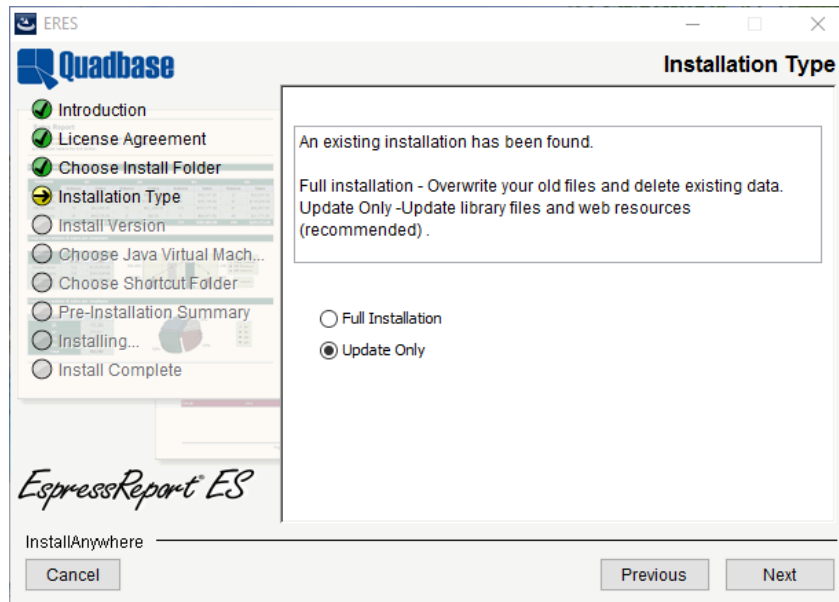 ERES
Quadbase
Installation Type
Introduction
License Agreement
Choose Install Folder
Installation Type
Install Version
Choose Java Virtual Mach...
Choose Shortcut Folder
Pre-Installation Summary
Installing...
Install Complete
An existing installation has been found.
Full installation - Overwrite your old files and delete existing data.
Update Only -Update library files and web resources
(recommended) .
Full Installation
Update Only
EspressReport® ES
InstallAnywhere
Cancel
Previous
Next